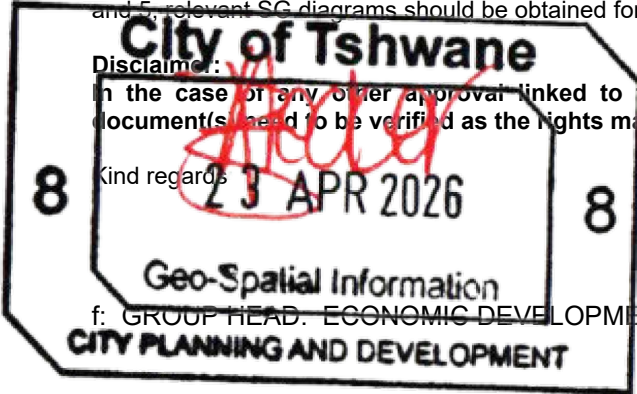 and 5, relevant SG diagrams should be obtained for
City of Tshwane
Disclaimer:
In the case of any other approval linked to
document(s) need to be verified as the rights ma
Kind regards
8
23 APR 2026
8
Geo-Spatial Information
f: GROUP HEAD: ECONOMIC DEVELOPME
CITY PLANNING AND DEVELOPMENT